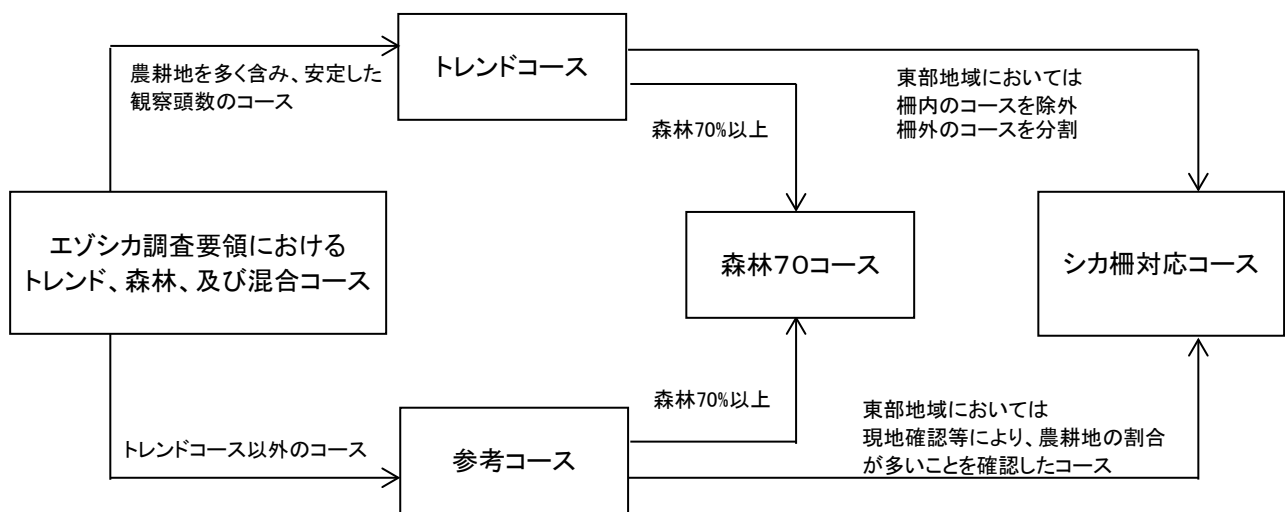 トレンドコース
農耕地を多く含み、安定した
観察頭数のコース
東部地域においては
柵内のコースを除外
柵外のコースを分割
森林70%以上
エゾシカ調査要領における
トレンド、森林、及び混合コース
森林７０コース
シカ柵対応コース
森林70%以上
トレンドコース以外のコース
参考コース
東部地域においては
現地確認等により、農耕地の割合
が多いことを確認したコース